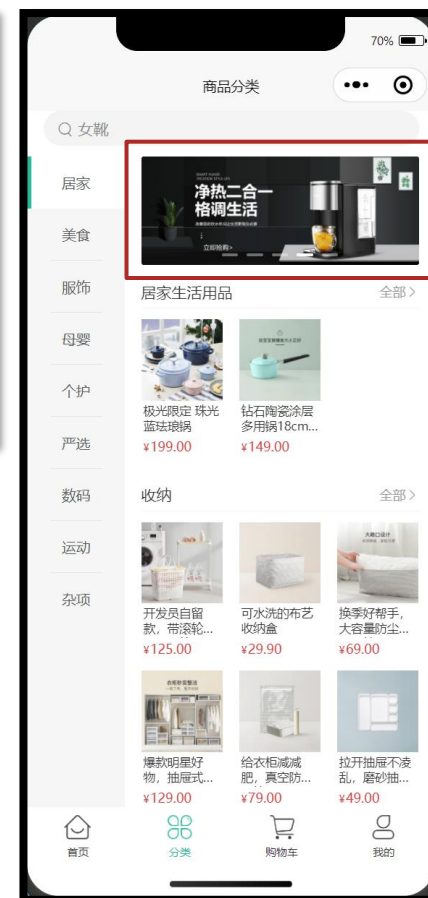 70%
商品分类
女靴
居家
美食
服饰
母婴
个护
严选
数码
运动
杂项
净热二合一
格调生活
立即抢购>
居家生活用品
全部>
极光限定 珠光
蓝珐琅锅
¥199.00
钻石陶瓷涂层
多用锅18cm...
¥149.00
收纳
全部>
开发员自留
款，带滚轮...
¥125.00
可水洗的布艺
收纳盒
¥29.90
大敞口设计
换季好帮手，
大容量防尘...
¥69.00
爆款明星好
物，抽屉式...
¥129.00
给衣柜减减
肥，真空防...
¥79.00
拉开抽屉不凌
乱，磨砂抽...
¥49.00
首页
分类
购物车
我的